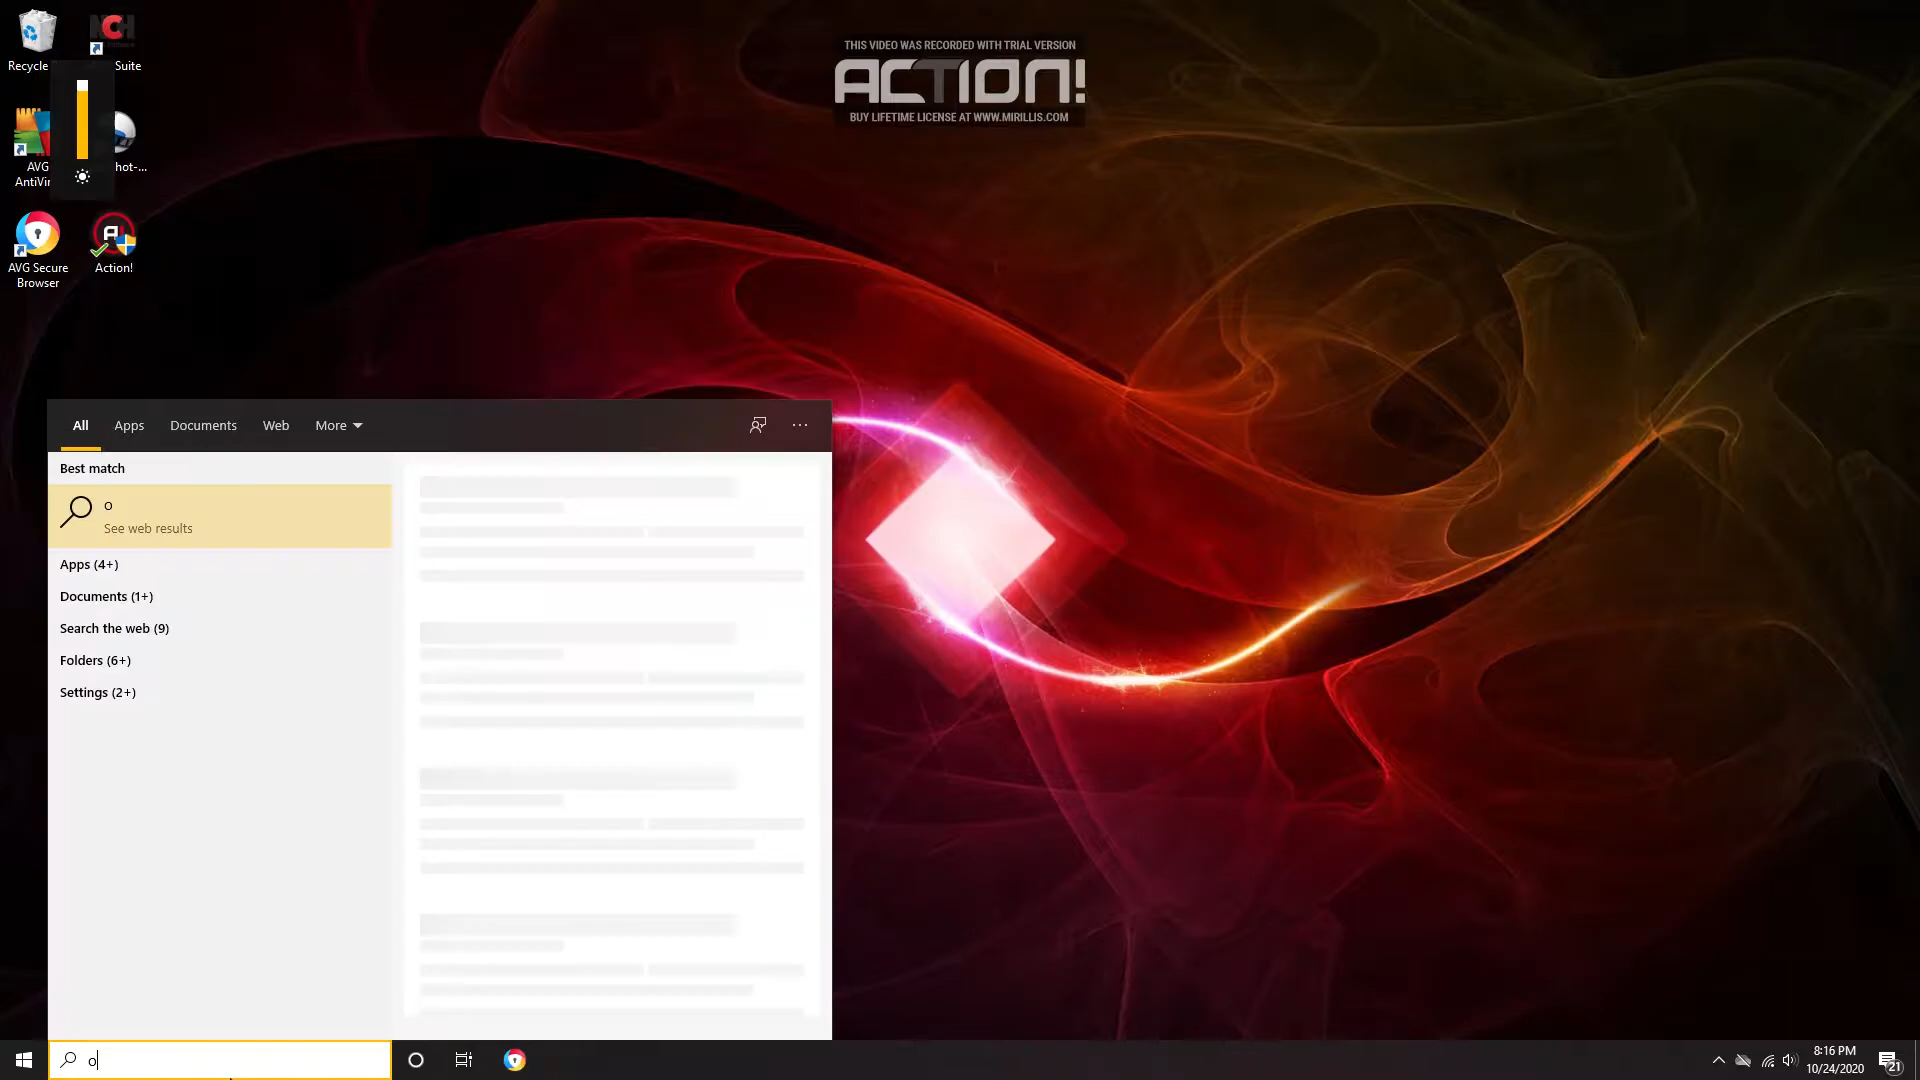 Recycle
Suite
AVG
AntiVir
hot-...
AVG Secure
Browser
Action!
THIS VIDEO WAS RECORDED WITH TRIAL VERSION
ACTION!
BUY LIFETIME LICENSE AT WWW.MIRILLIS.COM
All
Apps
Documents
Web
More
Best match
o
See web results
Apps (4+)
Documents (1+)
Search the web (9)
Folders (6+)
Settings (2+)
o
8:16 PM
10/24/2020
21